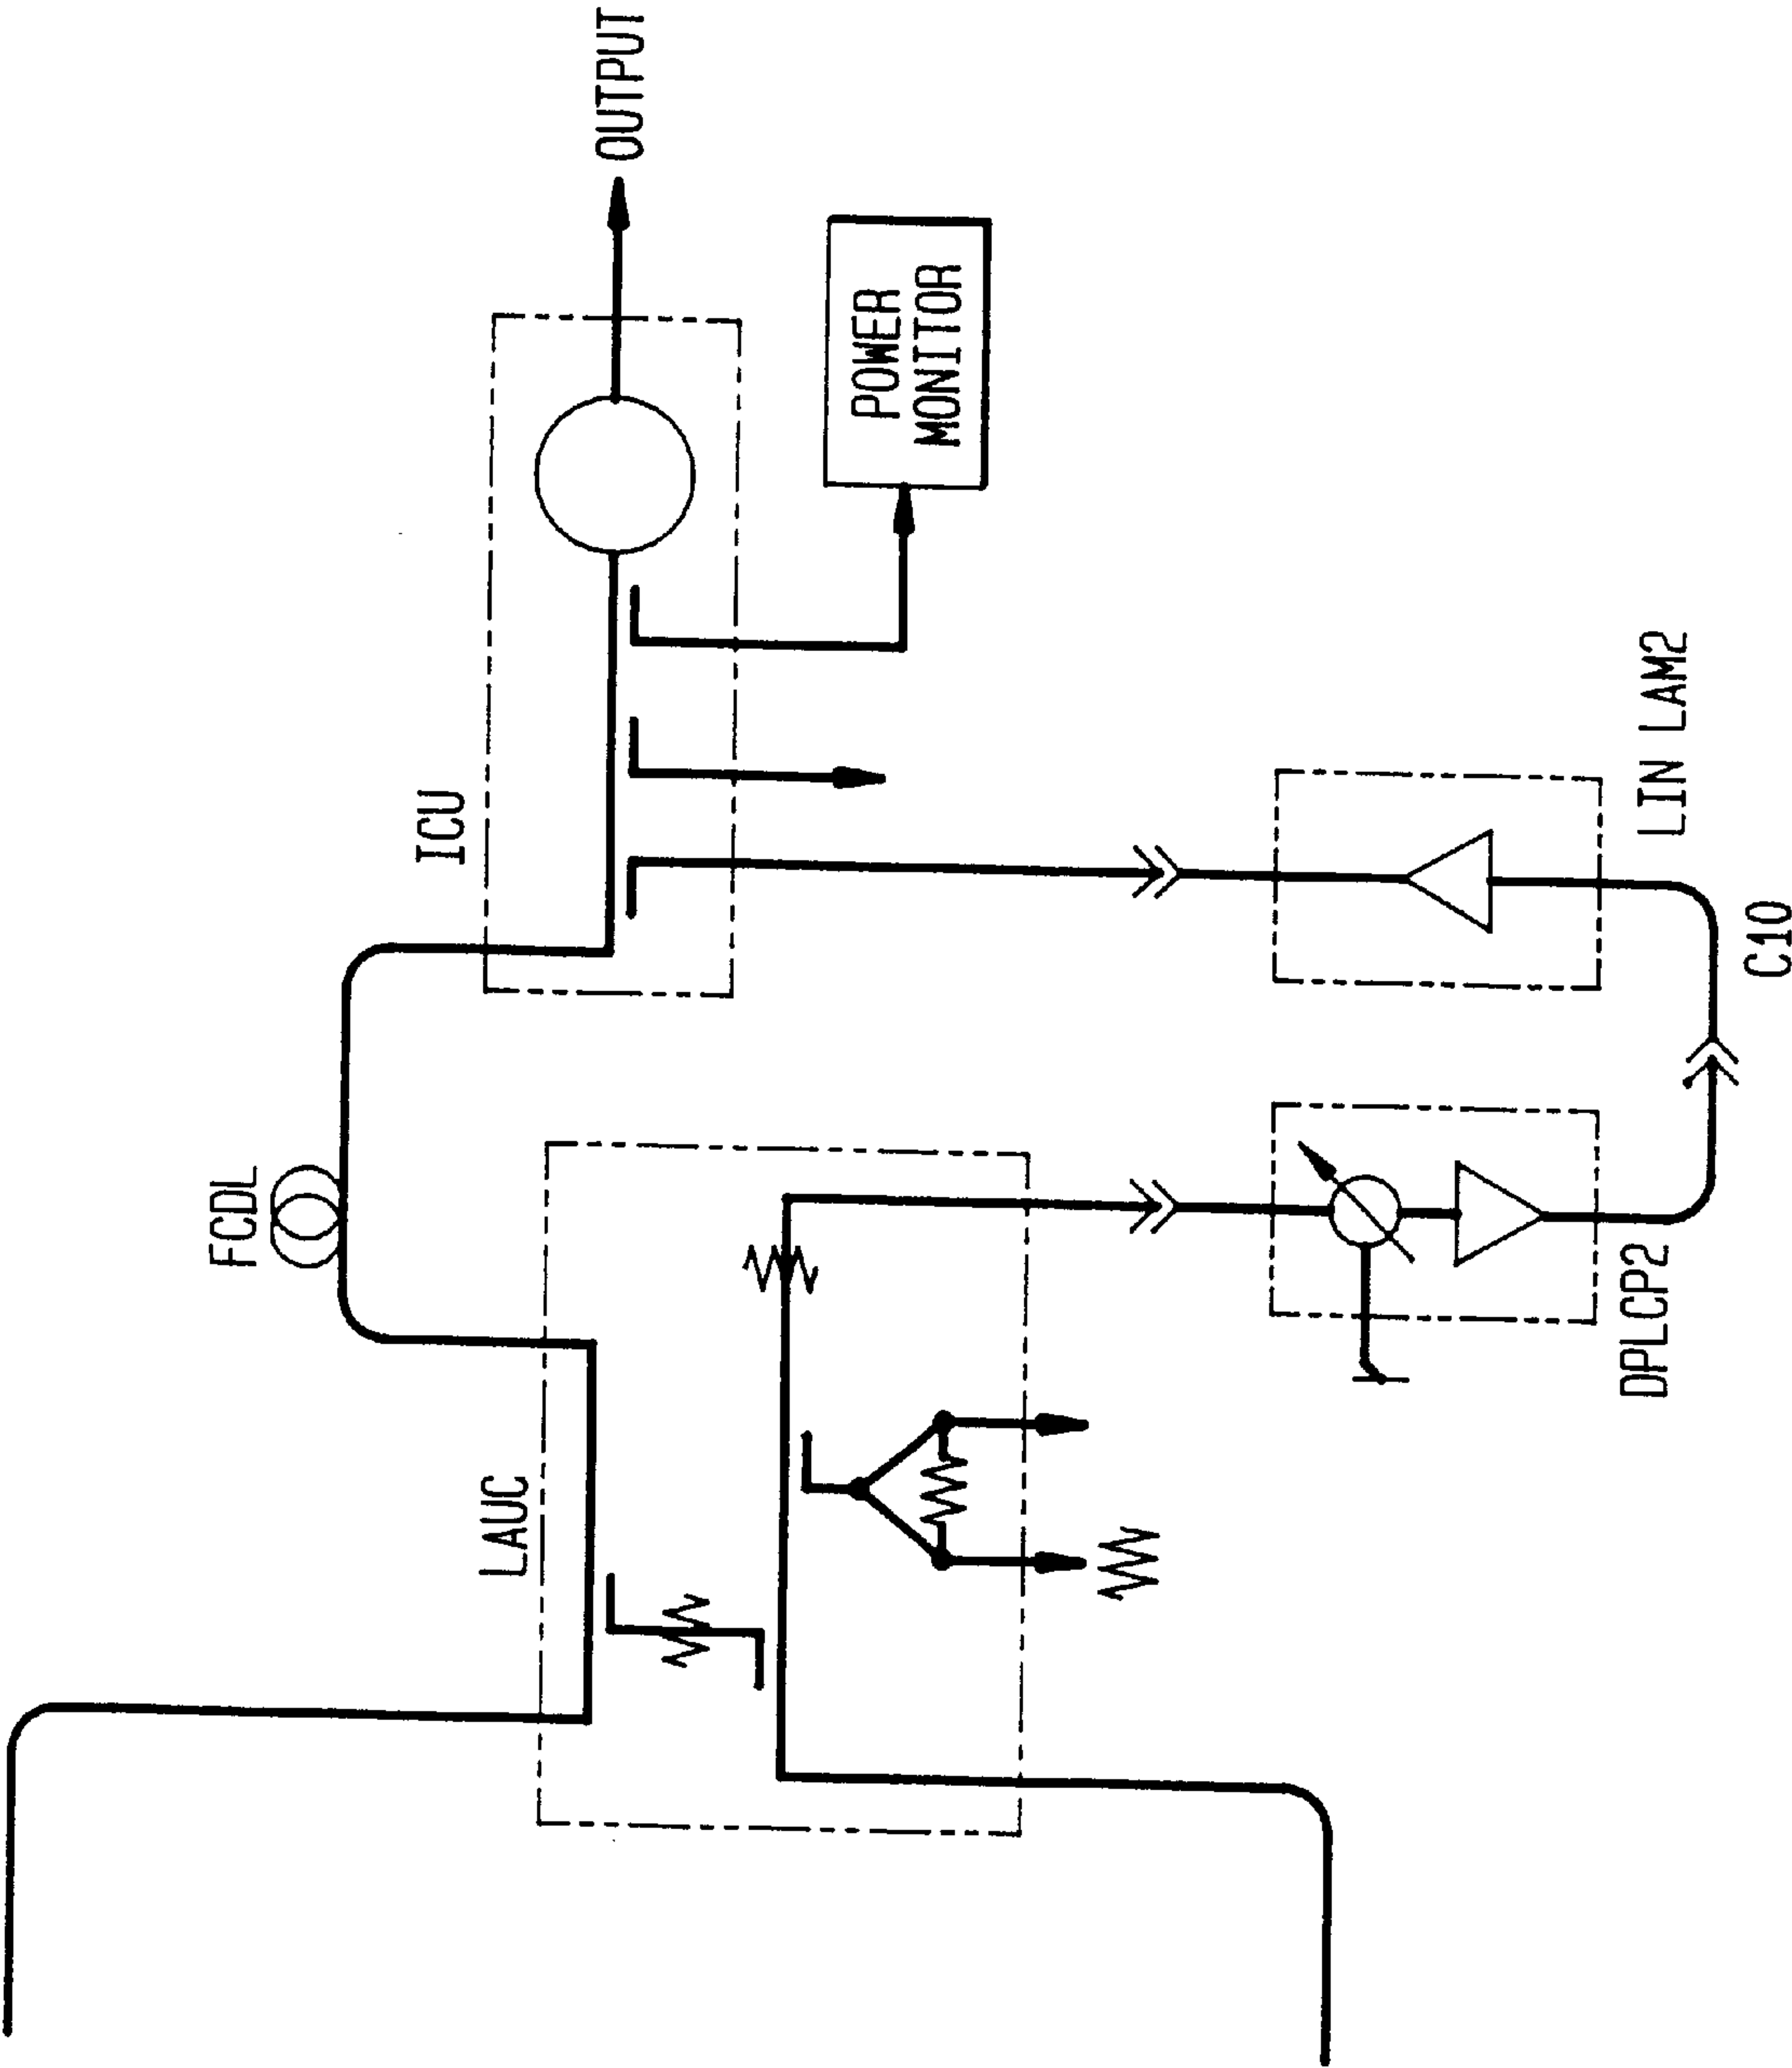 OUTPUT
POWER
MONITOR
ICU
FCDL
LAUC
LIN LAM2
C10
DPLCP2